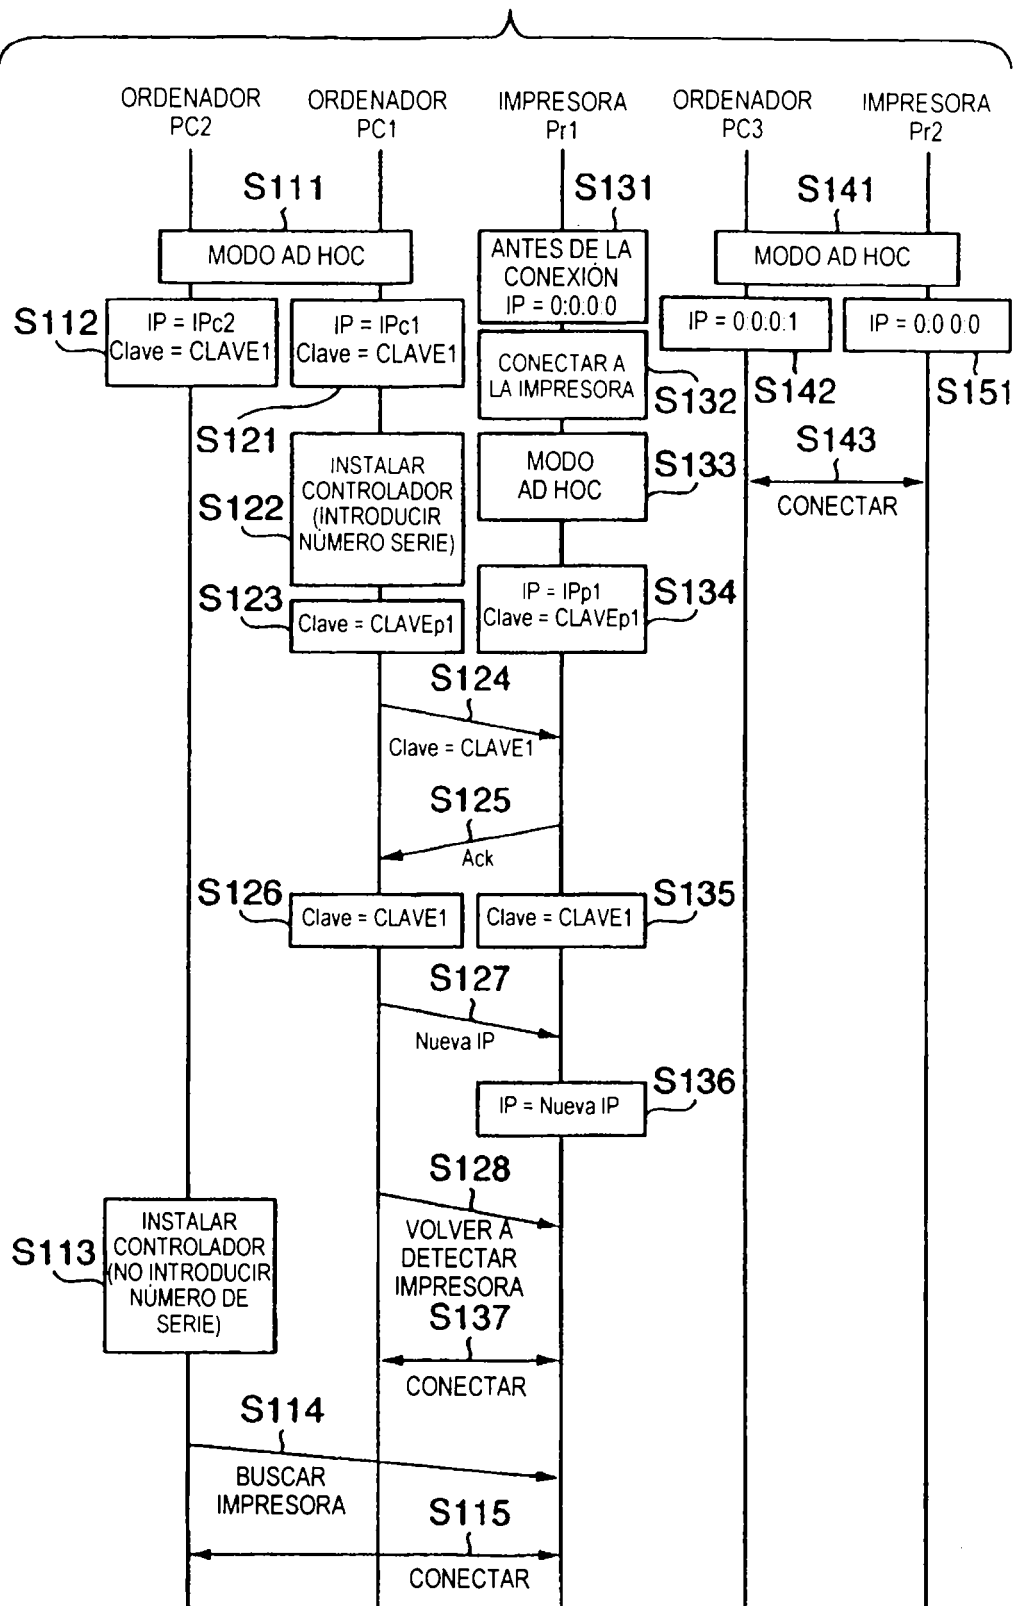 ORDENADOR
PC2
ORDENADOR
PC1
IMPRESORA
Pr1
ORDENADOR
PC3
IMPRESORA
Pr2
S111
S131
S141
MODO AD HOC
ANTES DE LA
CONEXIÓN
IP = 0:0.0.0
MODO AD HOC
S112
IP = IPc2
Clave = CLAVE1
IP = IPc1
Clave = CLAVE1
IP = 0:0:0:1
IP = 0:0:0:0
S121
CONECTAR A
LA IMPRESORA
S132
S142
S151
S122
INSTALAR
CONTROLADOR
(INTRODUCIR
NÚMERO SERIE)
MODO
AD HOC
S133
S143
CONECTAR
S123
Clave = CLAVEp1
IP = IPp1
Clave = CLAVEp1
S134
S124
Clave = CLAVE1
S125
Ack
S126
Clave = CLAVE1
Clave = CLAVE1
S135
S127
Nueva IP
IP = Nueva IP
S136
S128
VOLVER A
DETECTAR
IMPRESORA
S113
INSTALAR
CONTROLADOR
(NO INTRODUCIR
NÚMERO DE
SERIE)
S137
CONECTAR
S114
BUSCAR
IMPRESORA
S115
CONECTAR